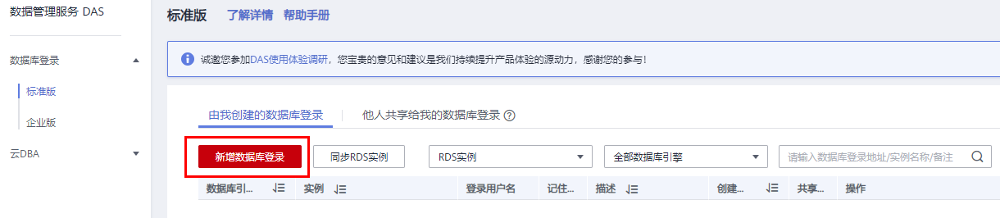 数据管理服务 DAS
数据库登录
标准版
企业版
云DBA
标准版 了解详情 帮助手册
诚邀您参加DAS使用体验调研，您宝贵的意见和建议是我们持续提升产品体验的源动力，感谢您的参与！
由我创建的数据库登录 他人共享给我的数据库登录
新增数据库登录 同步RDS实例 RDS实例 全部数据库引擎 请输入数据库登录地址/实例名称/备注
数据库引... 实例 登录用户名 记住... 描述 创建... 共享... 操作